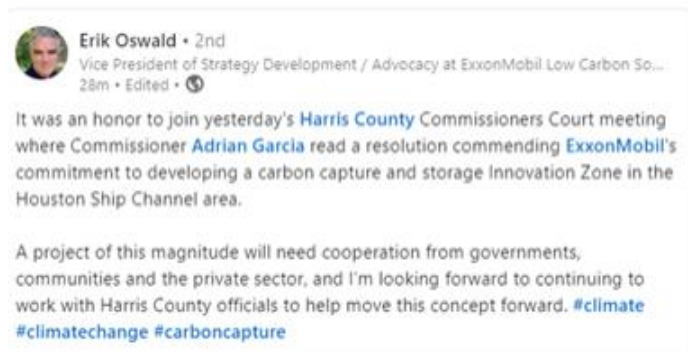 Erik Oswald • 2nd
Vice President of Strategy Development / Advocacy at ExxonMobil Low Carbon So...
28m • Edited •
It was an honor to join yesterday's Harris County Commissioners Court meeting
where Commissioner Adrian Garcia read a resolution commending ExxonMobil's
commitment to developing a carbon capture and storage Innovation Zone in the
Houston Ship Channel area.
A project of this magnitude will need cooperation from governments,
communities and the private sector, and I'm looking forward to continuing to
work with Harris County officials to help move this concept forward. #climate
#climatechange #carboncapture